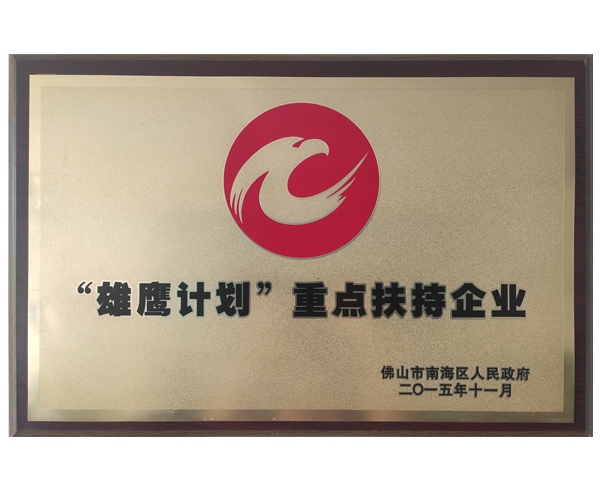 “雄鹰计划”重点扶持企业
佛山市南海区人民政府
二〇一五年十一月